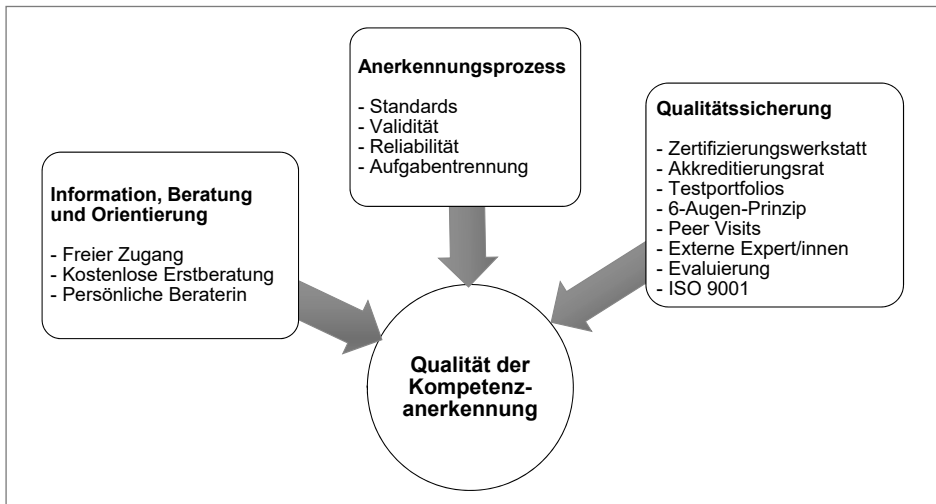 Information, Beratung
und Orientierung
- Freier Zugang
- Kostenlose Erstberatung
- Persönliche Beraterin
Anerkennungsprozess
- Standards
- Validität
- Reliabilität
- Aufgabentrennung
Qualitätssicherung
- Zertifizierungswerkstatt
- Akkreditierungsrat
- Testportfolios
- 6-Augen-Prinzip
- Peer Visits
- Externe Expert/innen
- Evaluierung
- ISO 9001
Qualität der
Kompetenz-
anerkennung